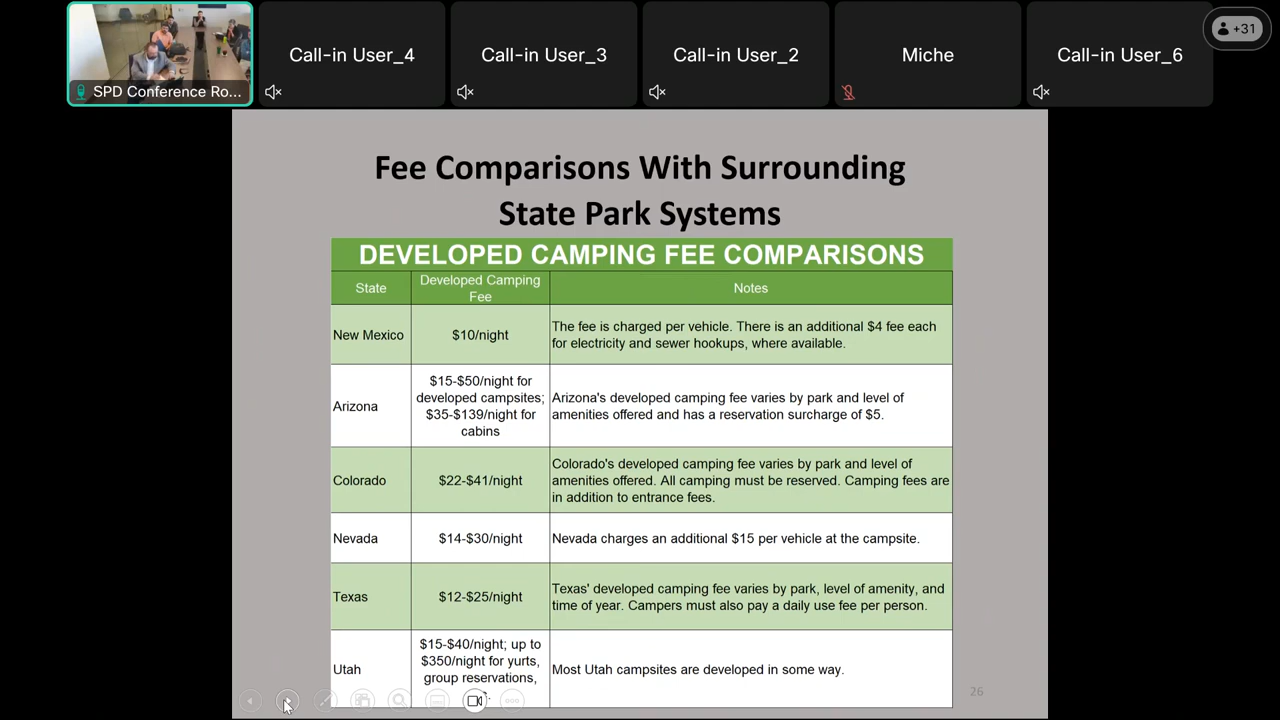 Call-in User_4
Call-in User_3
Call-in User_2
Miche
Call-in User_6
+31
SPD Conference Ro...
Fee Comparisons With Surrounding
State Park Systems
DEVELOPED CAMPING FEE COMPARISONS
State
Developed Camping
Fee
Notes
New Mexico
$10/night
The fee is charged per vehicle. There is an additional $4 fee each
for electricity and sewer hookups, where available.
Arizona
$15-$50/night for
developed campsites;
$35-$139/night for
cabins
Arizona's developed camping fee varies by park and level of
amenities offered and has a reservation surcharge of $5.
Colorado
$22-$41/night
Colorado's developed camping fee varies by park and level of
amenities offered. All camping must be reserved. Camping fees are
in addition to entrance fees.
Nevada
$14-$30/night
Nevada charges an additional $15 per vehicle at the campsite.
Texas
$12-$25/night
Texas' developed camping fee varies by park, level of amenity, and
time of year. Campers must also pay a daily use fee per person.
Utah
$15-$40/night; up to
$350/night for yurts,
group reservations,
Most Utah campsites are developed in some way.
26